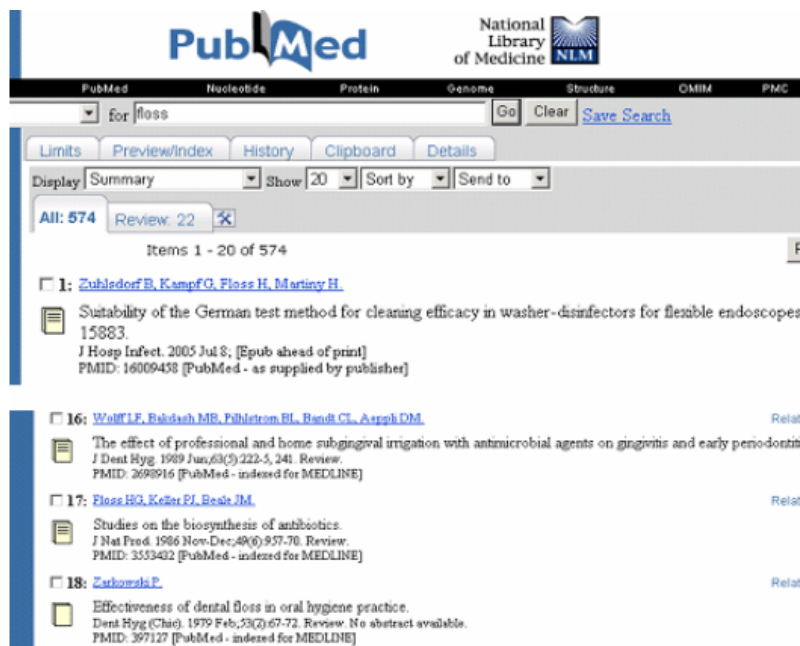 PubMed
National
Library
of Medicine NLM
PubMed Nucleotide Protein Genome Structure OMIM PMC
for floss Go Clear Save Search
Limits Preview/Index History Clipboard Details
Display Summary Show 20 Sort by Send to
All: 574 Review: 22
Items 1 - 20 of 574
1: Zuhlsdorf B, Kampf G, Floss H, Martiny H.
Suitability of the German test method for cleaning efficacy in washer-disinfectors for flexible endoscopes
15883.
J Hosp Infect. 2005 Jul 8; [Epub ahead of print]
PMID: 16009458 [PubMed - as supplied by publisher]
16: Wolff LF, Bakdash MB, Pilhlstrom BL, Bandt CL, Aeppli DM. Relat
The effect of professional and home subgingival irrigation with antimicrobial agents on gingivitis and early periodontiti
J Dent Hyg. 1989 Jun;63(5):222-5, 241. Review.
PMID: 2698916 [PubMed - indexed for MEDLINE]
17: Floss HG, Keller PJ, Beale JM. Relat
Studies on the biosynthesis of antibiotics.
J Nat Prod. 1986 Nov-Dec;49(6):957-70. Review.
PMID: 3553432 [PubMed - indexed for MEDLINE]
18: Zarkowski P. Relat
Effectiveness of dental floss in oral hygiene practice.
Dent Hyg (Chic). 1979 Feb;53(2):67-72. Review. No abstract available.
PMID: 397127 [PubMed - indexed for MEDLINE]